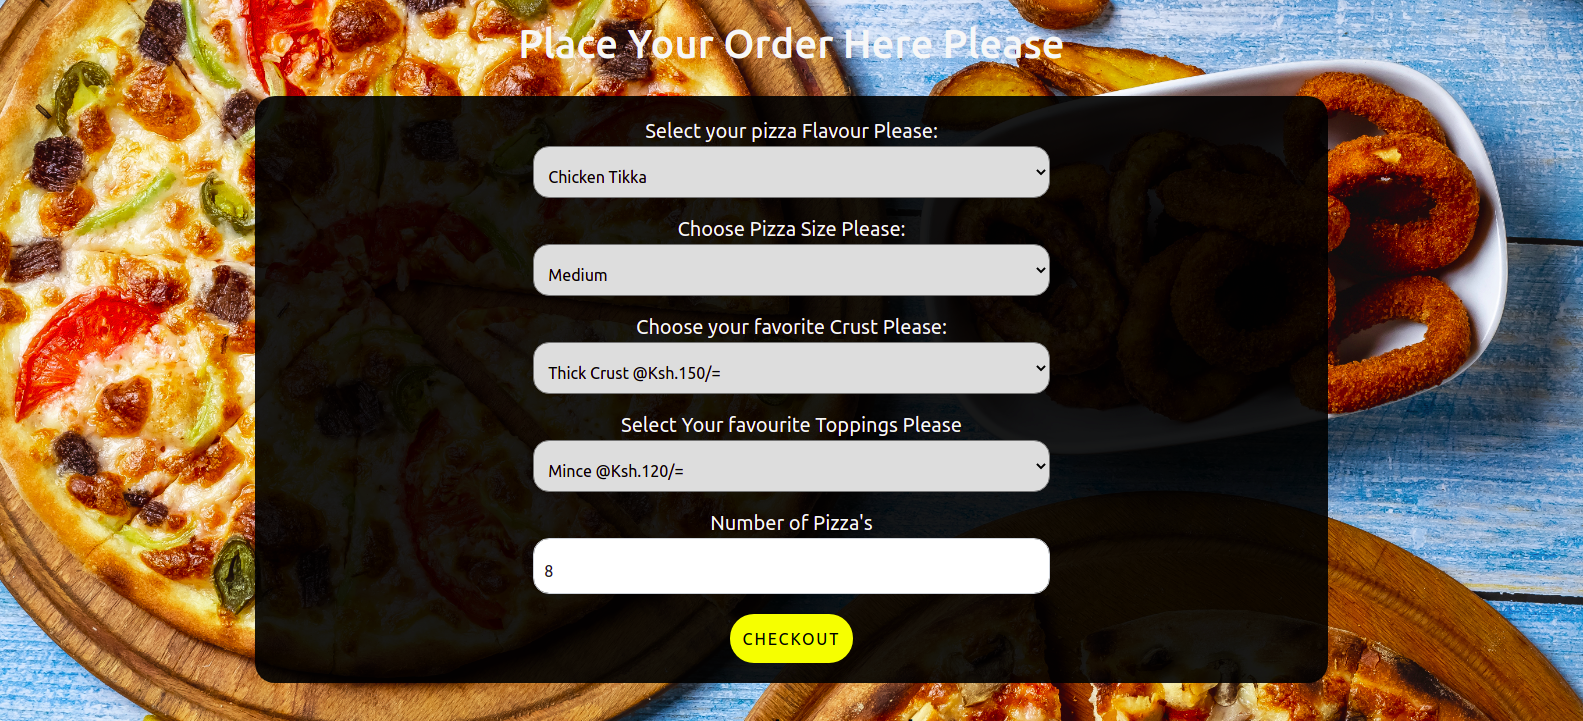 Place Your Order Here Please
Select your pizza Flavour Please:
Chicken Tikka
Choose Pizza Size Please:
Medium
Choose your favorite Crust Please:
Thick Crust @Ksh.150/=
Select Your favourite Toppings Please
Mince @Ksh.120/=
Number of Pizza's
8
CHECKOUT